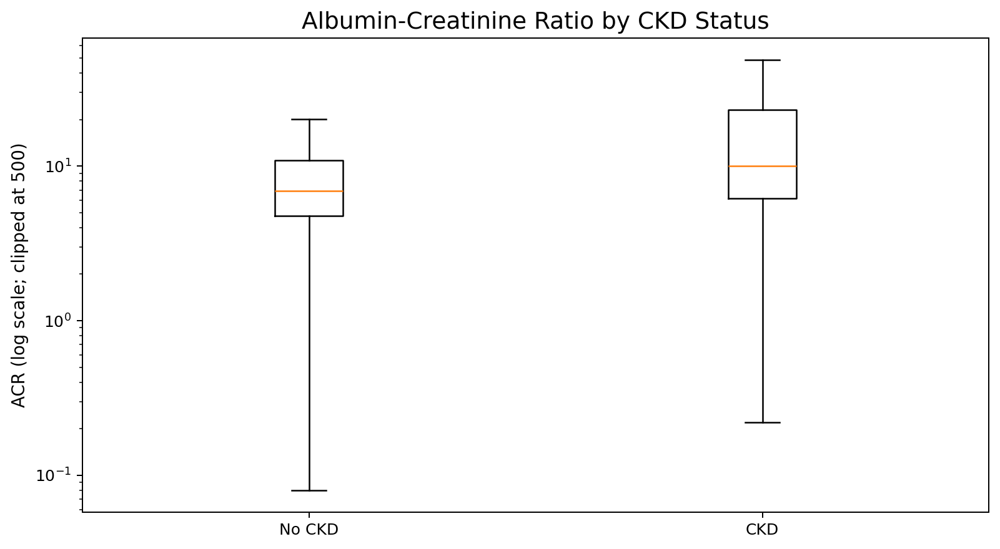 Albumin-Creatinine Ratio by CKD Status
ACR (log scale; clipped at 500)
10¹
10⁰
10⁻¹
No CKD
CKD